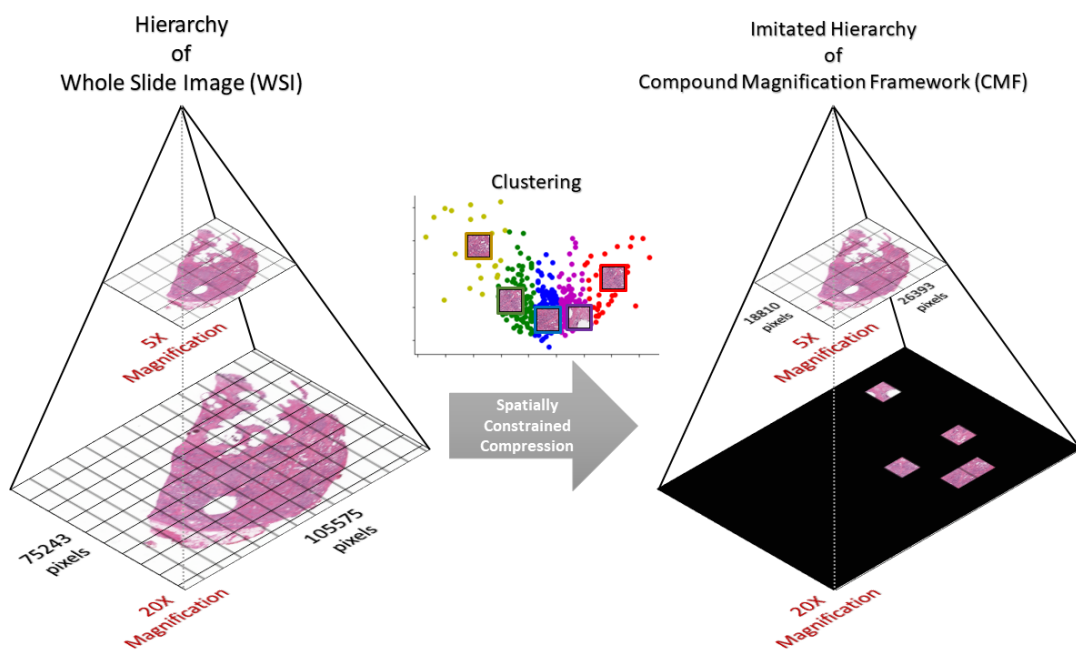 Hierarchy
of
Whole Slide Image (WSI)
5X
Magnification
75243
pixels
105575
pixels
20X
Magnification
Clustering
Spatially
Constrained
Compression
Imitated Hierarchy
of
Compound Magnification Framework (CMF)
18810
pixels
26393
pixels
5X
Magnification
20X
Magnification